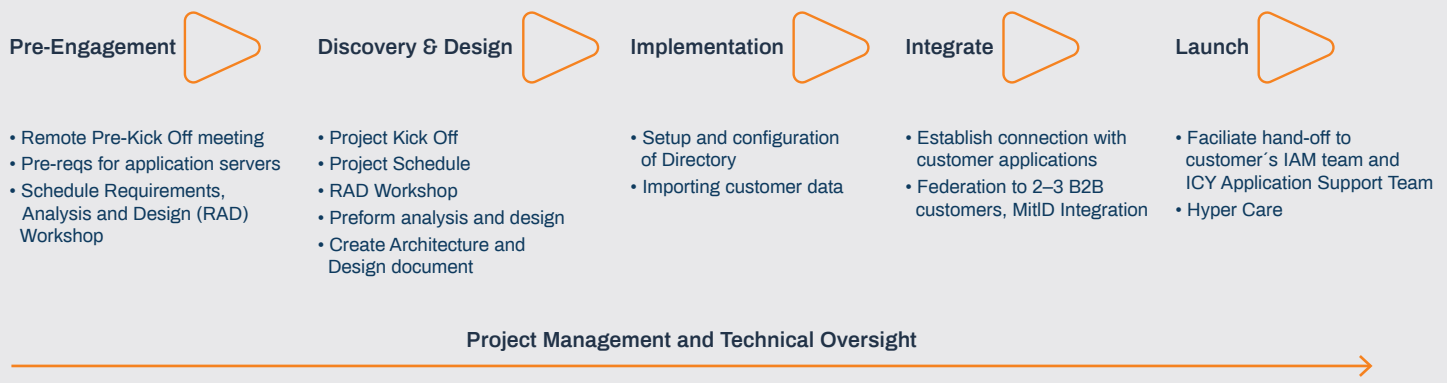 Pre-Engagement
• Remote Pre-Kick Off meeting
• Pre-reqs for application servers
• Schedule Requirements,
Analysis and Design (RAD)
Workshop
Discovery & Design
• Project Kick Off
• Project Schedule
• RAD Workshop
• Preform analysis and design
• Create Architecture and
Design document
Implementation
• Setup and configuration
of Directory
• Importing customer data
Integrate
• Establish connection with
customer applications
• Federation to 2–3 B2B
customers, MitID Integration
Launch
• Faciliate hand-off to
customer´s IAM team and
ICY Application Support Team
• Hyper Care
Project Management and Technical Oversight